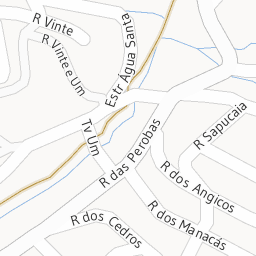 R Vinte
R Vinte e Um
Estr Água Santa
Tv Um
R das Perobas
R Sapucaia
R dos Angicos
R dos Manacás
R dos Cedros